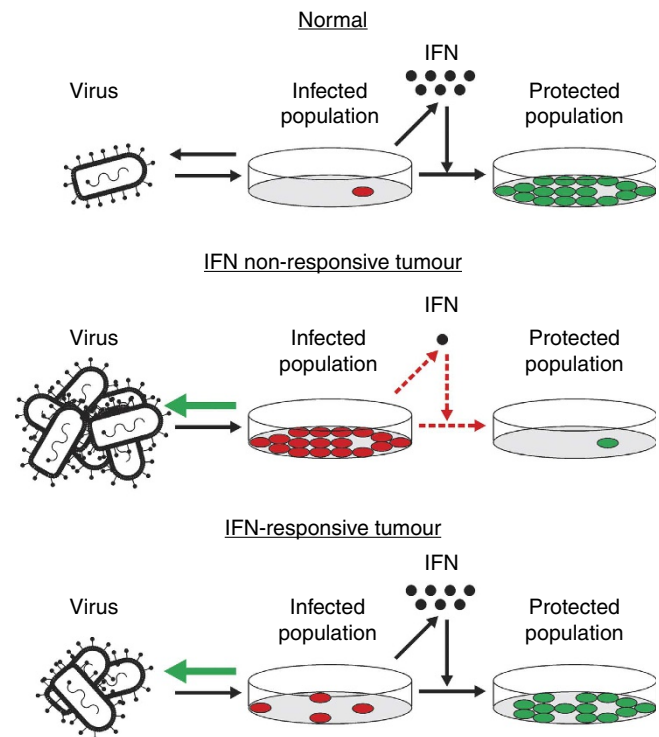 Normal
IFN
Virus
Infected
population
Protected
population
IFN non-responsive tumour
IFN
Virus
Infected
population
Protected
population
IFN-responsive tumour
IFN
Virus
Infected
population
Protected
population